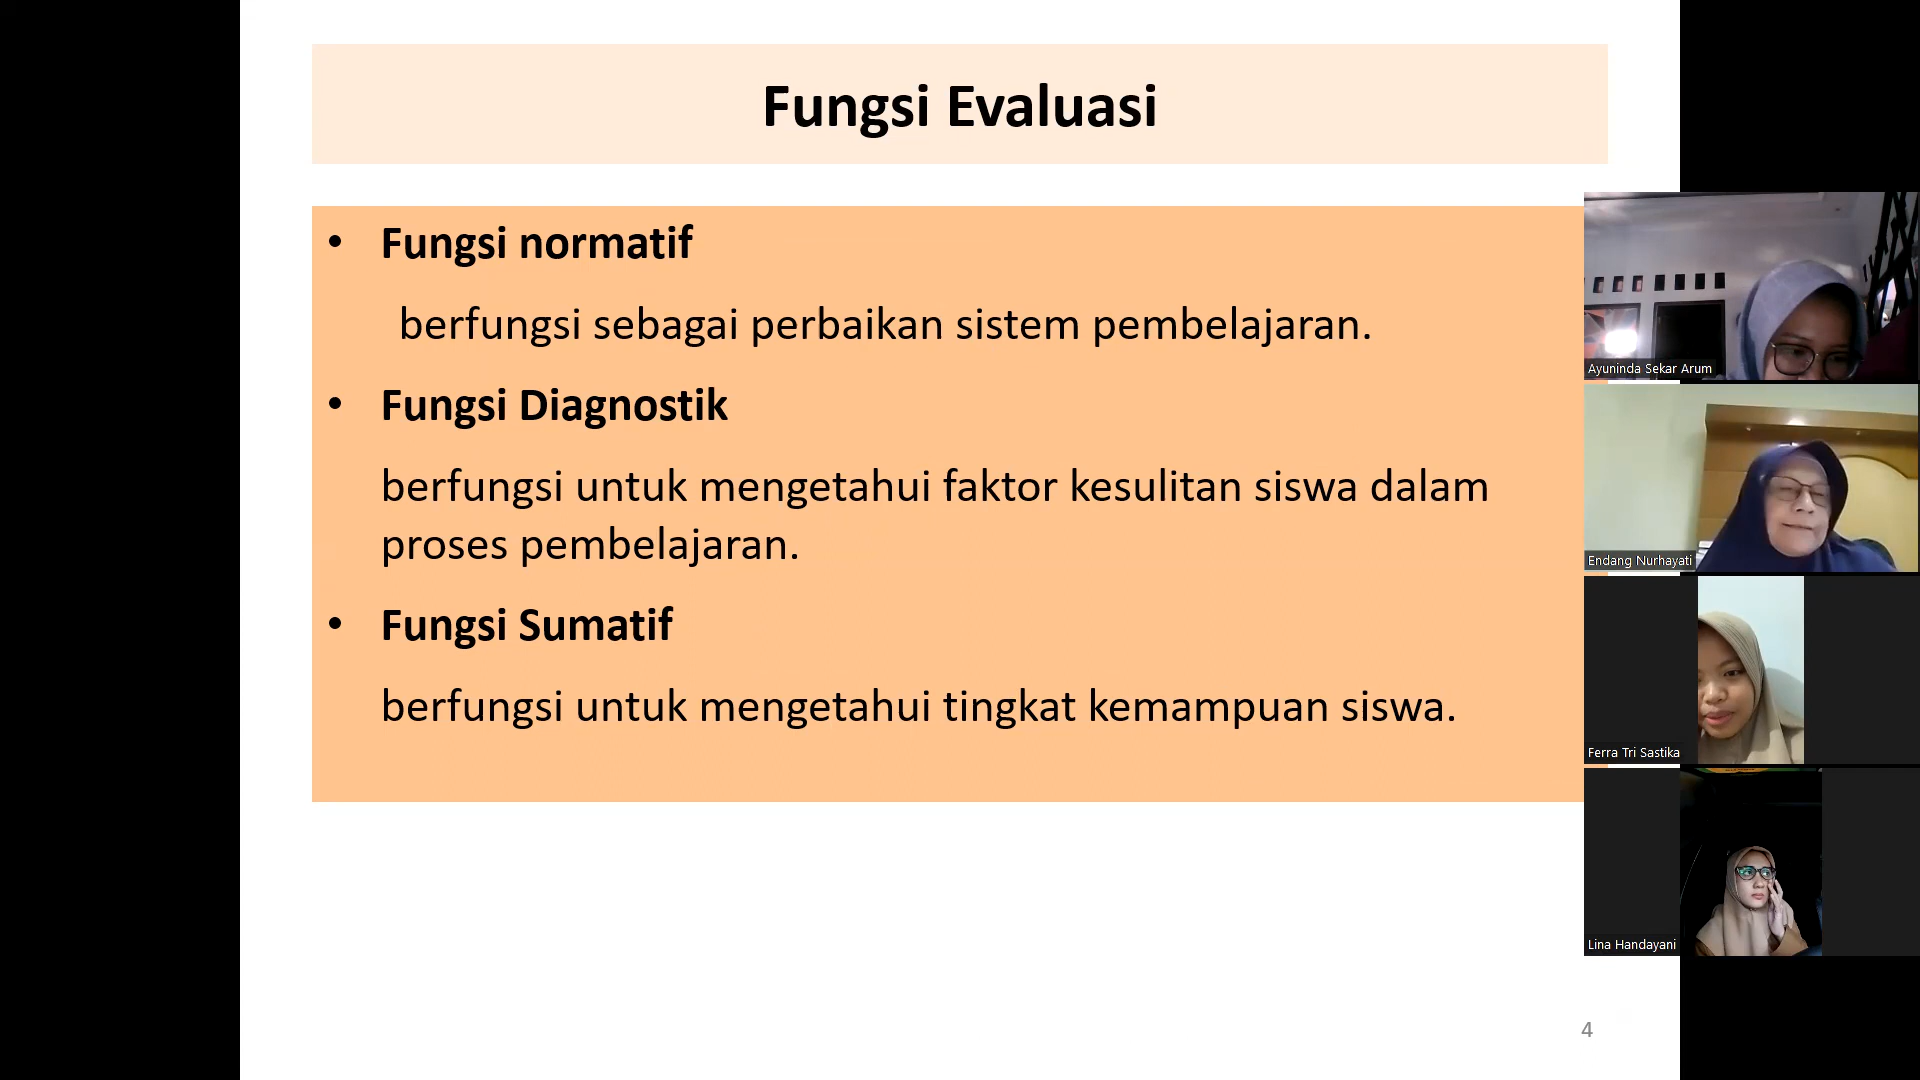 Fungsi Evaluasi
• Fungsi normatif
berfungsi sebagai perbaikan sistem pembelajaran.
• Fungsi Diagnostik
berfungsi untuk mengetahui faktor kesulitan siswa dalam
proses pembelajaran.
• Fungsi Sumatif
berfungsi untuk mengetahui tingkat kemampuan siswa.
4
Ayuninda Sekar Arum
Endang Nurhayati
Ferra Tri Sastika
Lina Handayani